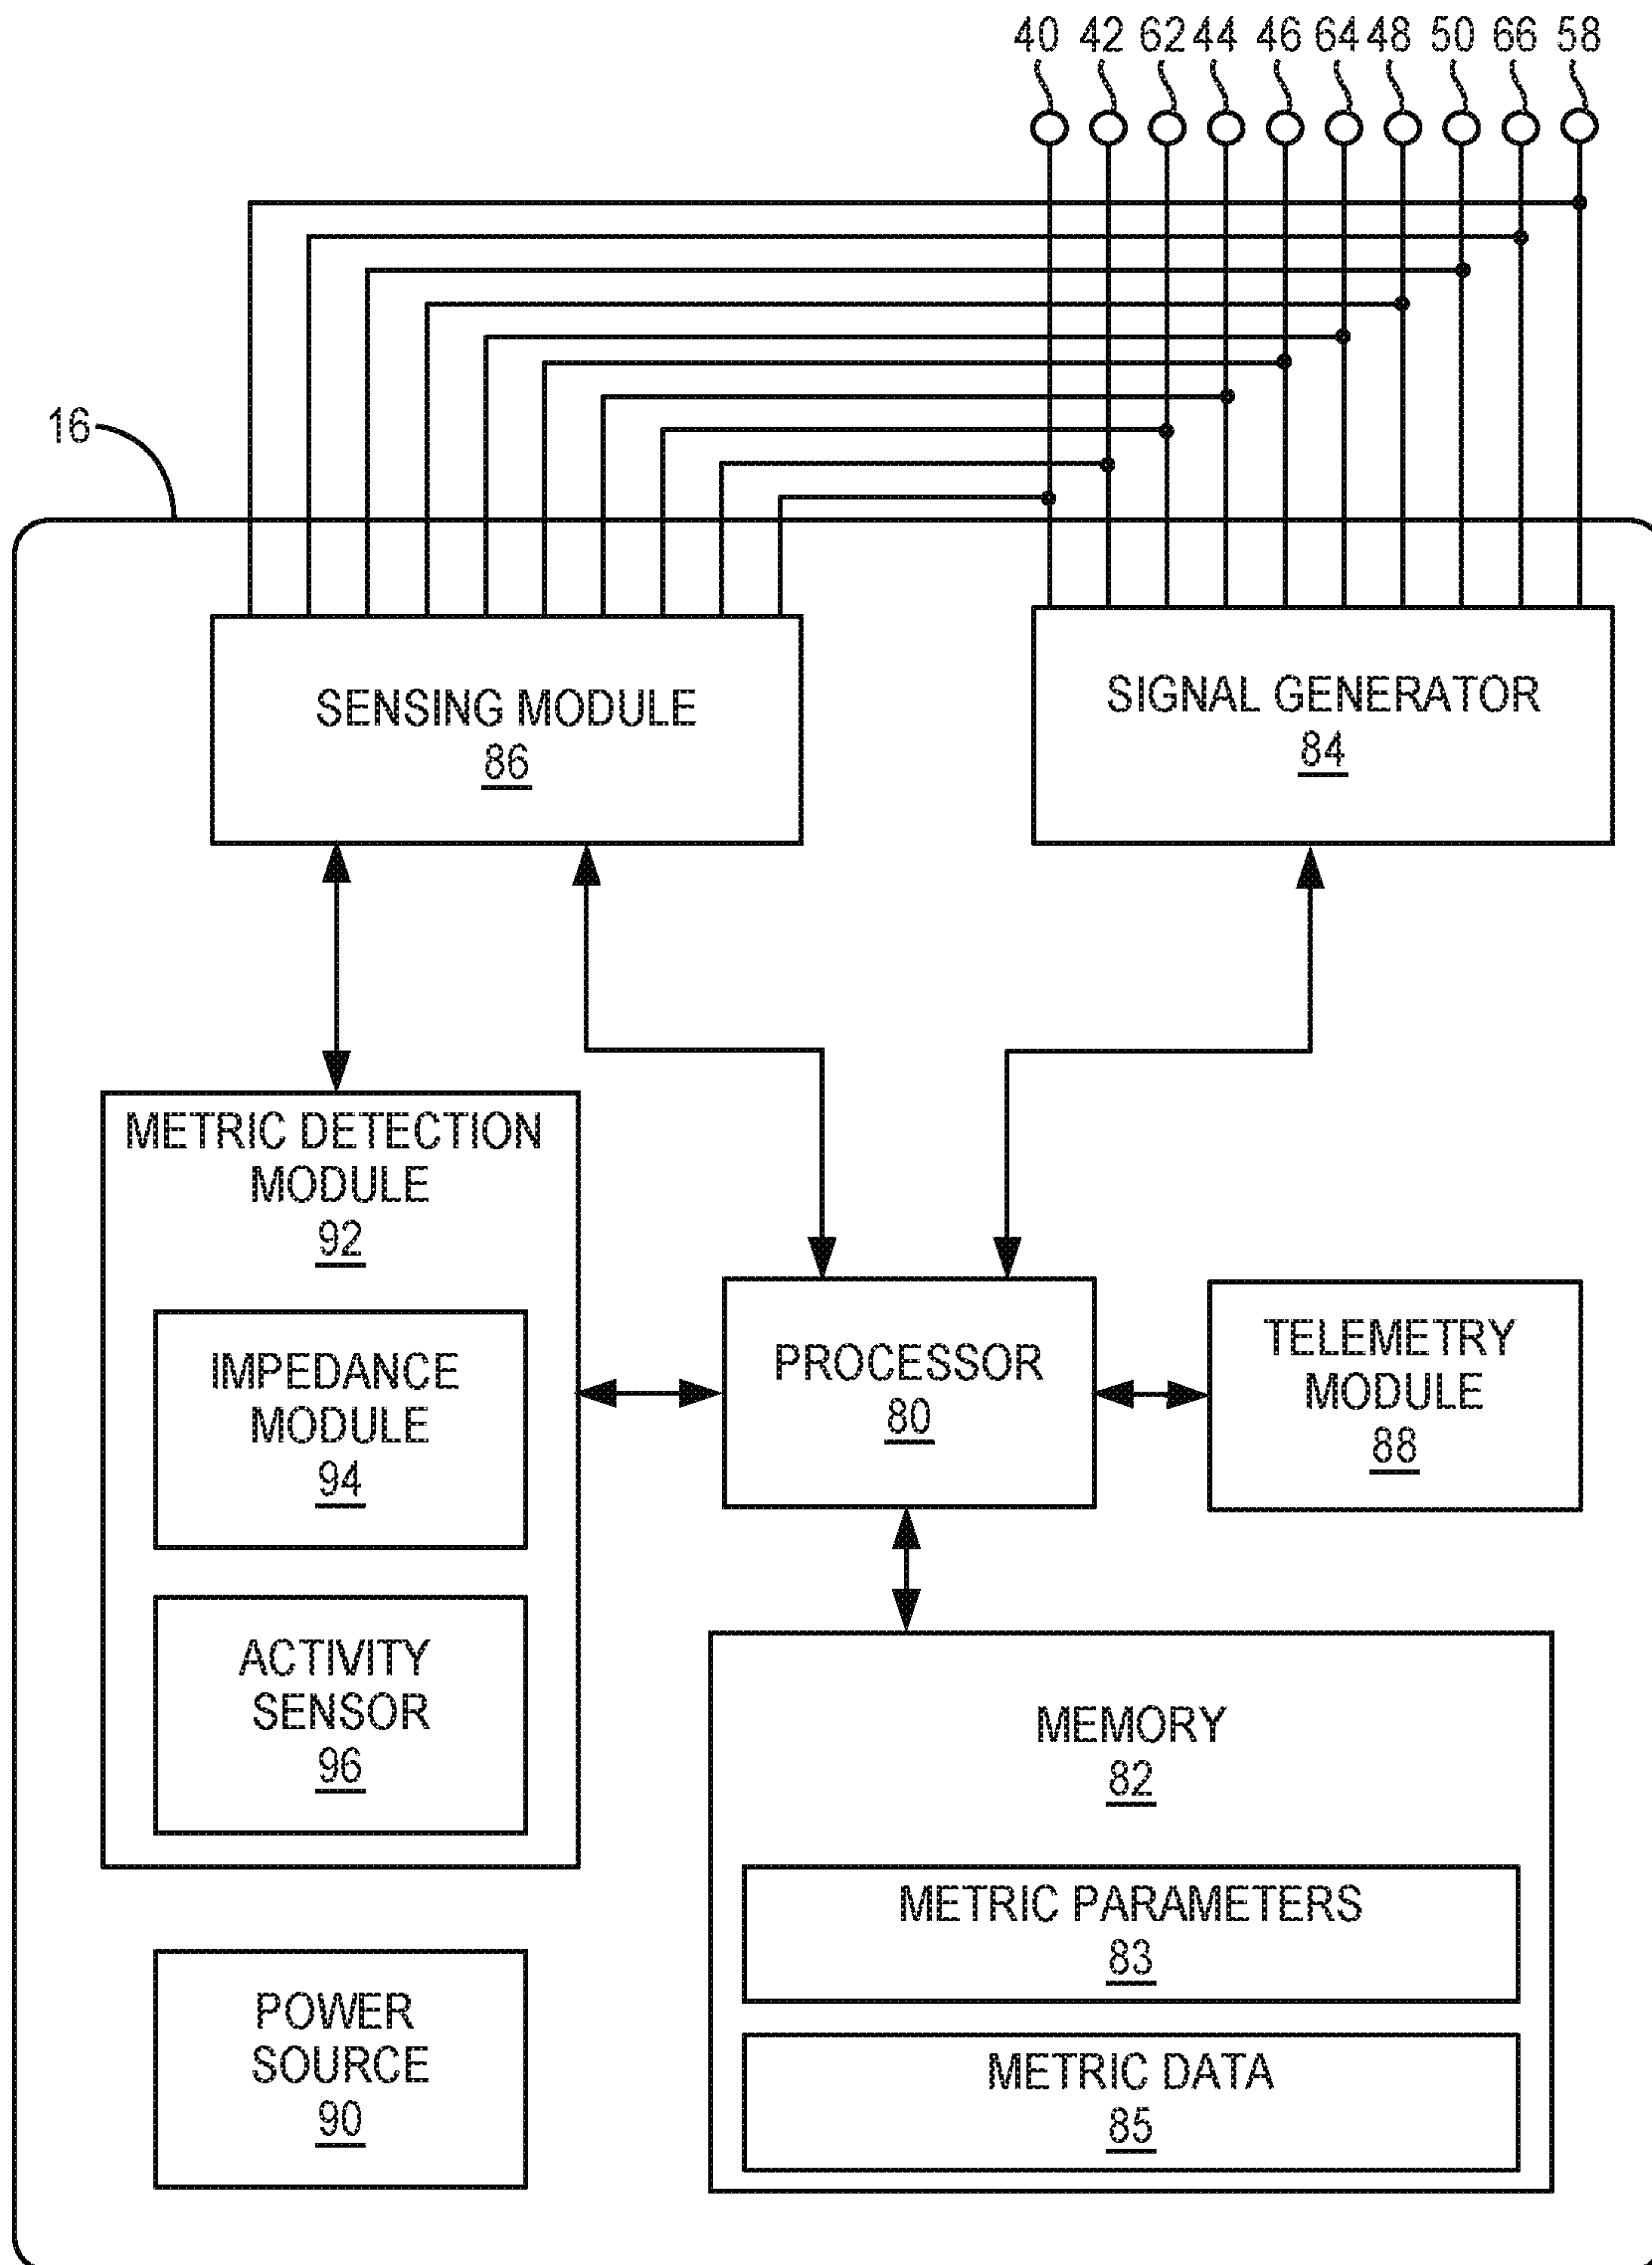 40 42 62 44 46 64 48 50 66 58
16
SENSING MODULE
86
SIGNAL GENERATOR
84
METRIC DETECTION
MODULE
92
IMPEDANCE
MODULE
94
ACTIVITY
SENSOR
96
PROCESSOR
80
TELEMETRY
MODULE
88
MEMORY
82
METRIC PARAMETERS
83
METRIC DATA
85
POWER
SOURCE
90